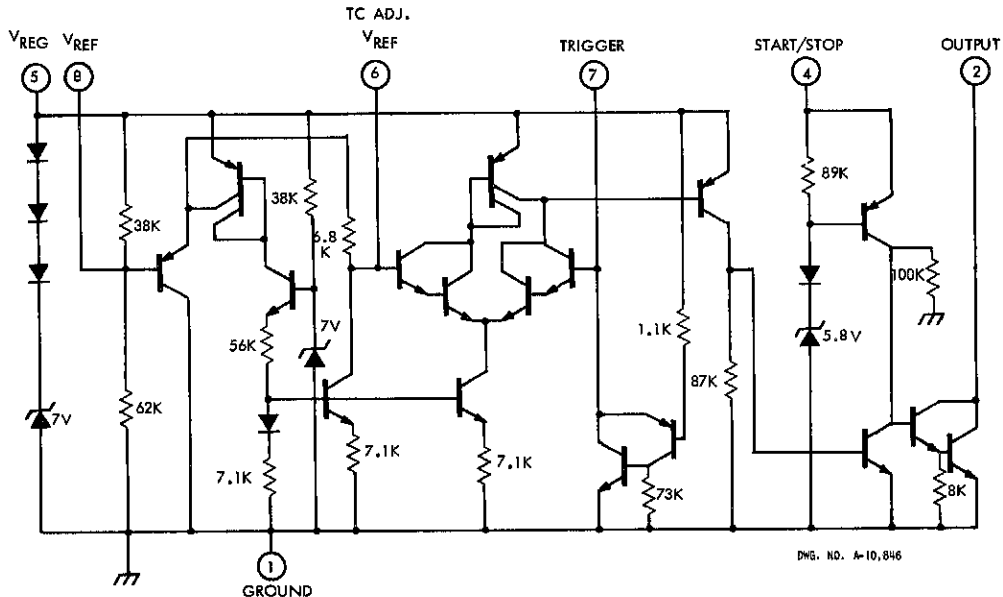 TC ADJ.
VREG VREF VREF TRIGGER START/STOP OUTPUT
5 8 6 7 4 2
89K
38K 38K
6.8
K
100K
7V 1.1K 5.8V
56K 87K
7V 62K
7.1K 7.1K 7.1K 73K 8K
1
GROUND
DWG. NO. A-10,846